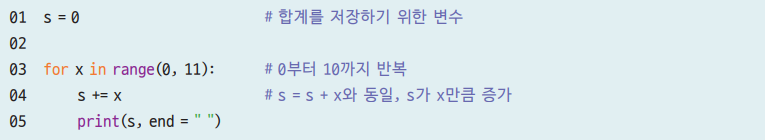 01 s = 0 # 합계를 저장하기 위한 변수
02
03 for x in range(0, 11): # 0부터 10까지 반복
04 s += x # s = s + x와 동일, s가 x만큼 증가
05 print(s, end = " ")